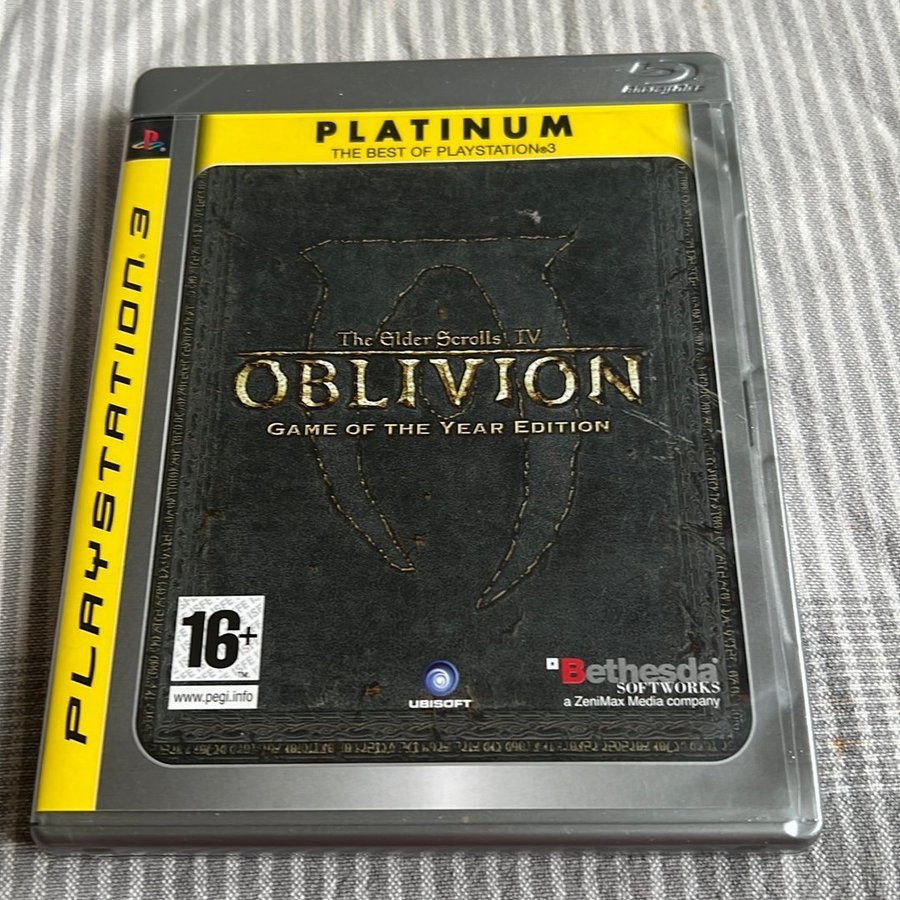 PLATINUM
THE BEST OF PLAYSTATION®3
PLAYSTATION®3
The Elder Scrolls® IV
OBLIVION
GAME OF THE YEAR EDITION
16+
™
www.pegi.info
UBISOFT
Bethesda®
SOFTWORKS
a ZeniMax Media company